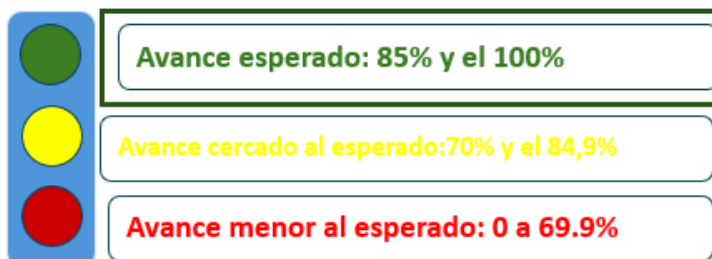 Avance esperado: 85% y el 100%
Avance cercado al esperado:70% y el 84,9%
Avance menor al esperado: 0 a 69.9%